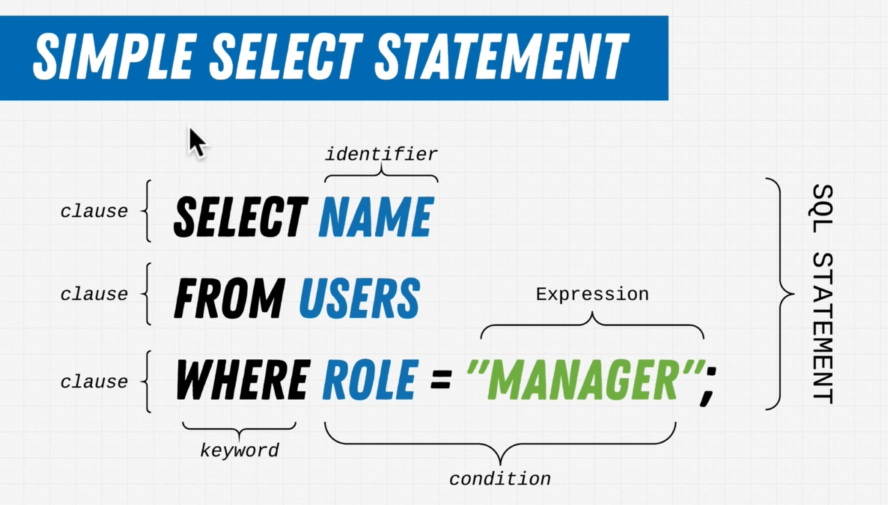 SIMPLE SELECT STATEMENT
identifier
clause SELECT NAME
clause FROM USERS
Expression
clause WHERE ROLE = "MANAGER";
keyword
condition
SQL STATEMENT